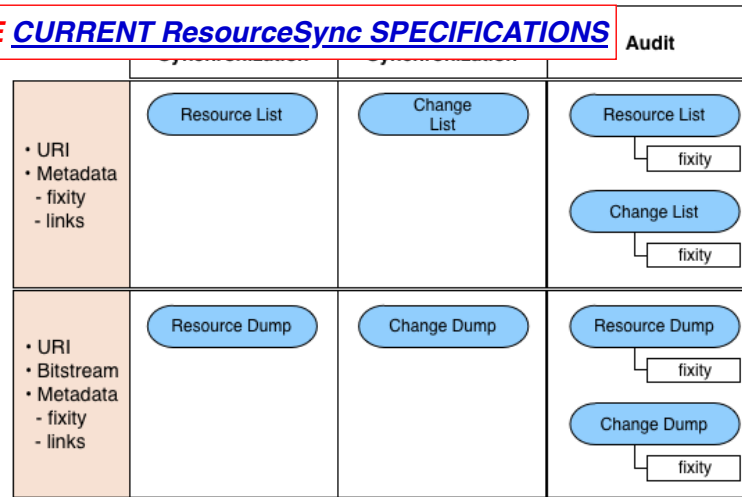 E CURRENT ResourceSync SPECIFICATIONS
Audit
Resource List
Change
List
Resource List
fixity
• URI
• Metadata
- fixity
- links
Change List
fixity
Resource Dump
Change Dump
Resource Dump
fixity
• URI
• Bitstream
• Metadata
- fixity
- links
Change Dump
fixity